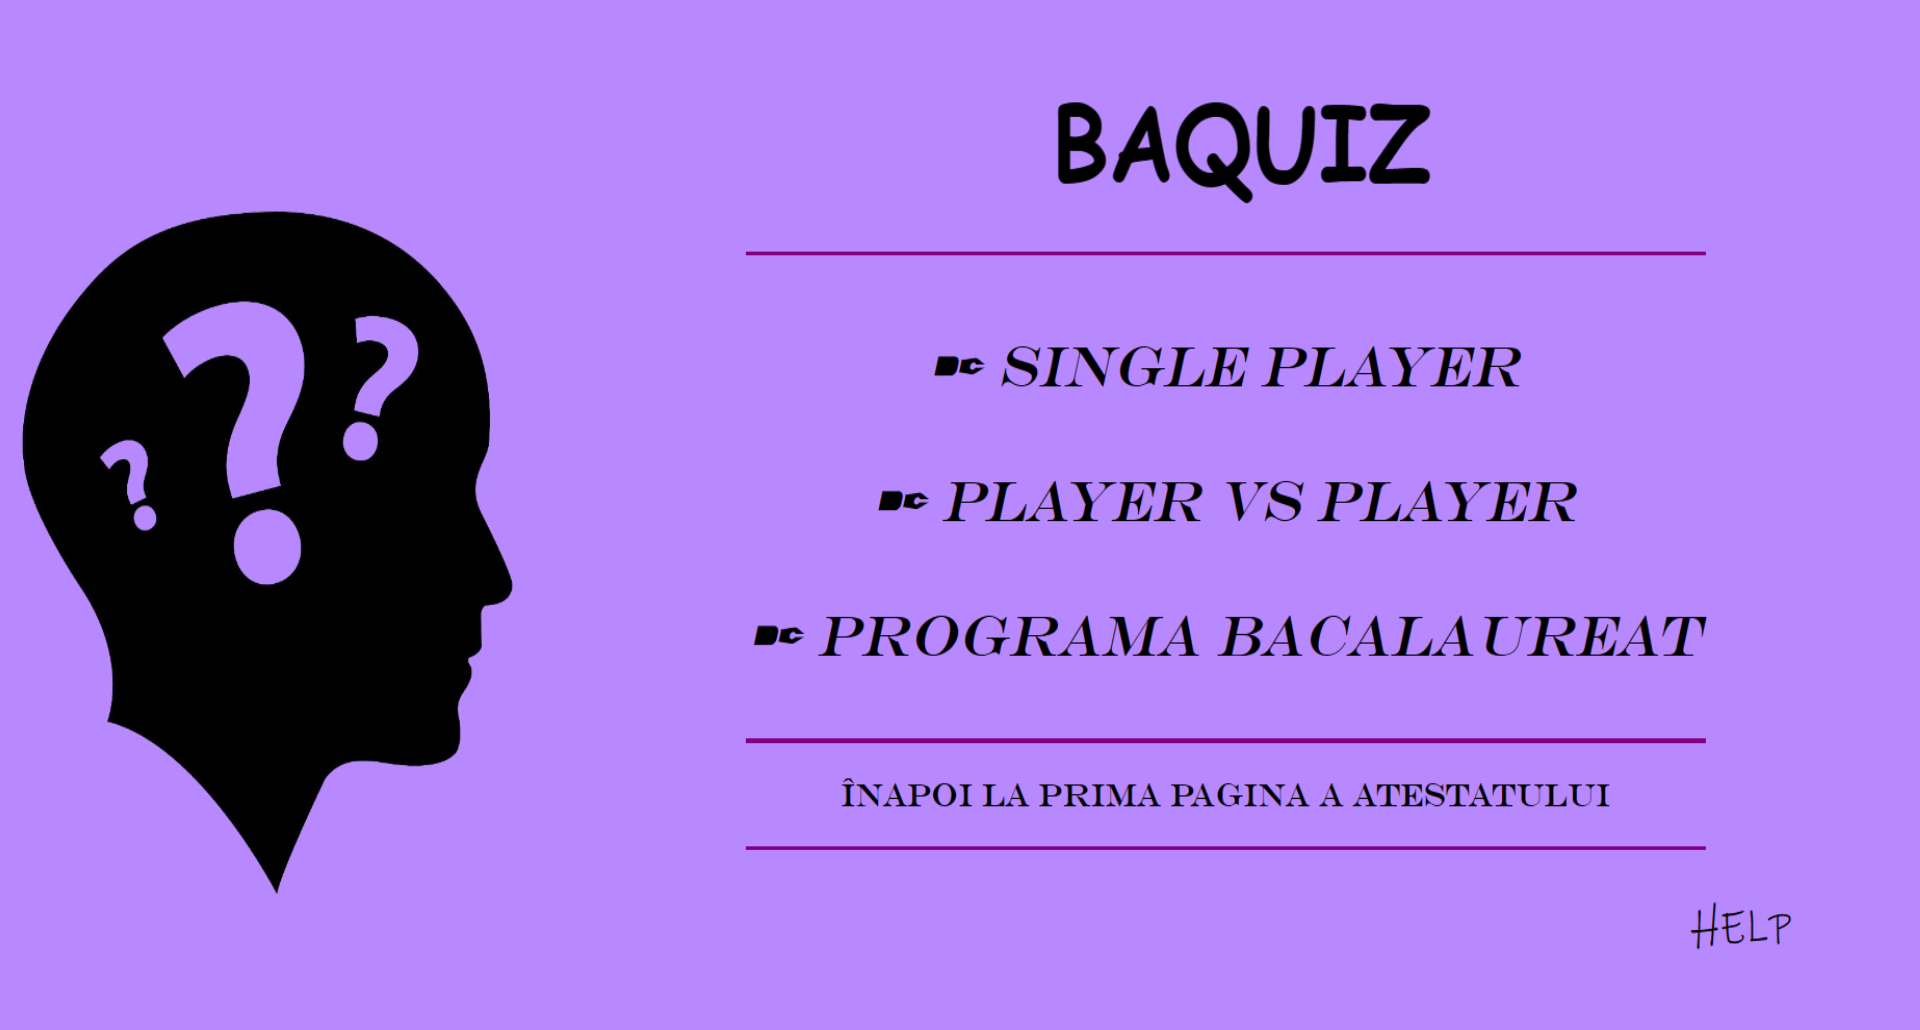 BAQUIZ
✒ SINGLE PLAYER
✒ PLAYER VS PLAYER
✒ PROGRAMA BACALAUREAT
ÎNAPOI LA PRIMA PAGINA A ATESTATULUI
HELP
? ? ?